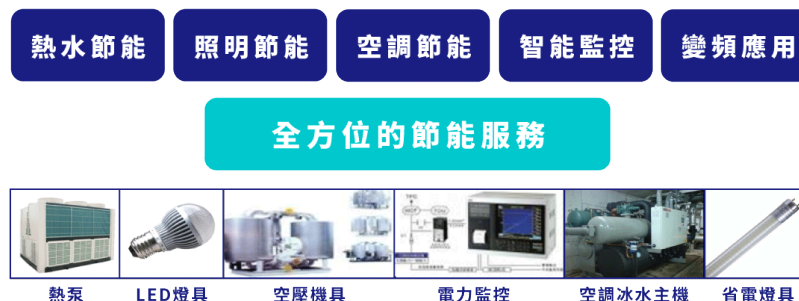 熱水節能 照明節能 空調節能 智能監控 變頻應用
全方位的節能服務
熱泵 LED燈具 空壓機具 電力監控 空調冰水主機 省電燈具